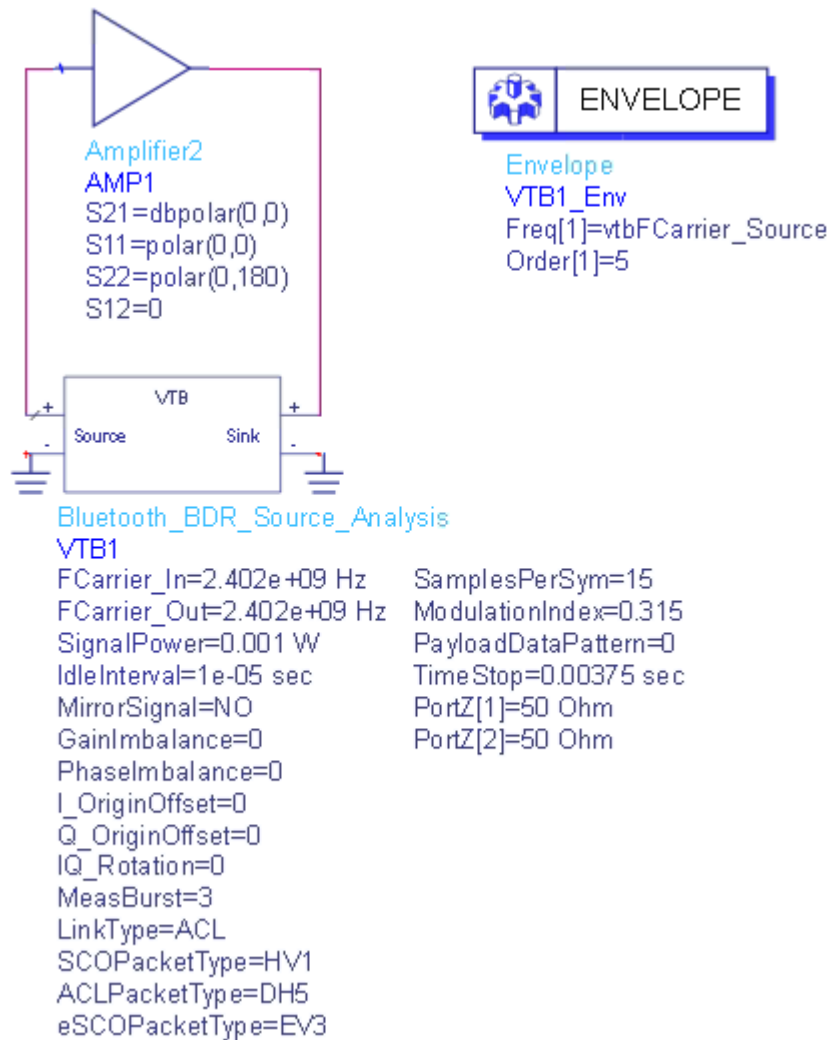 ENVELOPE
Amplifier2
AMP1
S21=dbpolar(0,0)
S11=polar(0,0)
S22=polar(0,180)
S12=0
Envelope
VTB1_Env
Freq[1]=vtbFCarrier_Source
Order[1]=5
VTB
+ +
Source Sink
- -
Bluetooth_BDR_Source_Analysis
VTB1
FCarrier_In=2.402e+09 Hz
FCarrier_Out=2.402e+09 Hz
SignalPower=0.001 W
IdleInterval=1e-05 sec
MirrorSignal=NO
GainImbalance=0
PhaseImbalance=0
I_OriginOffset=0
Q_OriginOffset=0
IQ_Rotation=0
MeasBurst=3
LinkType=ACL
SCOPacketType=HV1
ACLPacketType=DH5
eSCOPacketType=EV3
SamplesPerSym=15
ModulationIndex=0.315
PayloadDataPattern=0
TimeStop=0.00375 sec
PortZ[1]=50 Ohm
PortZ[2]=50 Ohm